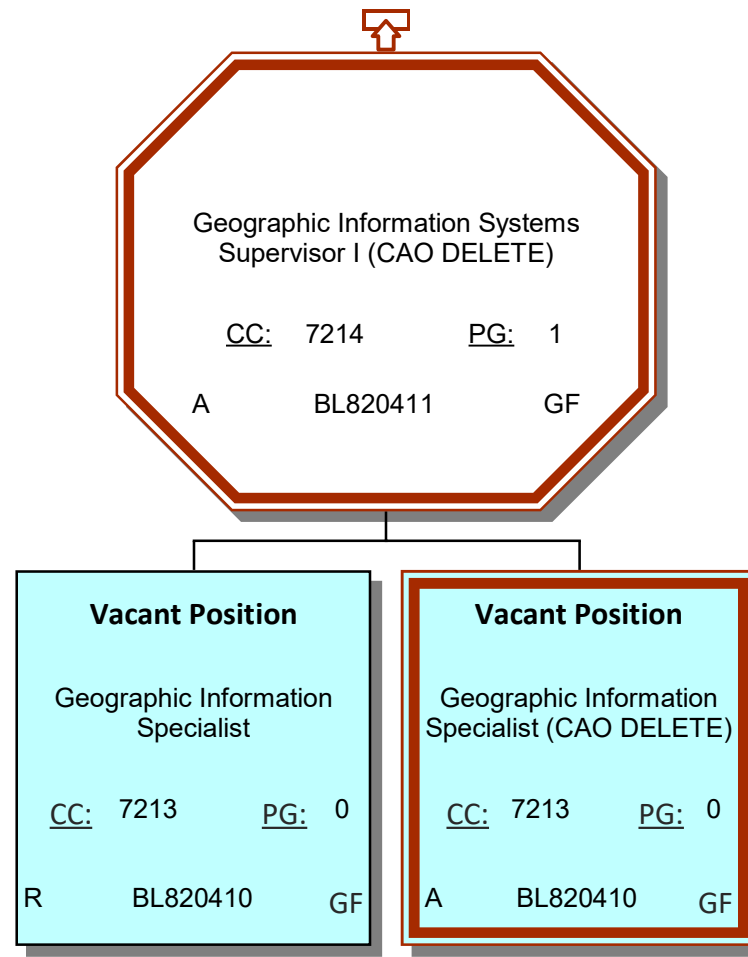 Geographic Information Systems
Supervisor I (CAO DELETE)
CC: 7214 PG: 1
A BL820411 GF
Vacant Position
Geographic Information
Specialist
CC: 7213 PG: 0
R BL820410 GF
Vacant Position
Geographic Information
Specialist (CAO DELETE)
CC: 7213 PG: 0
A BL820410 GF